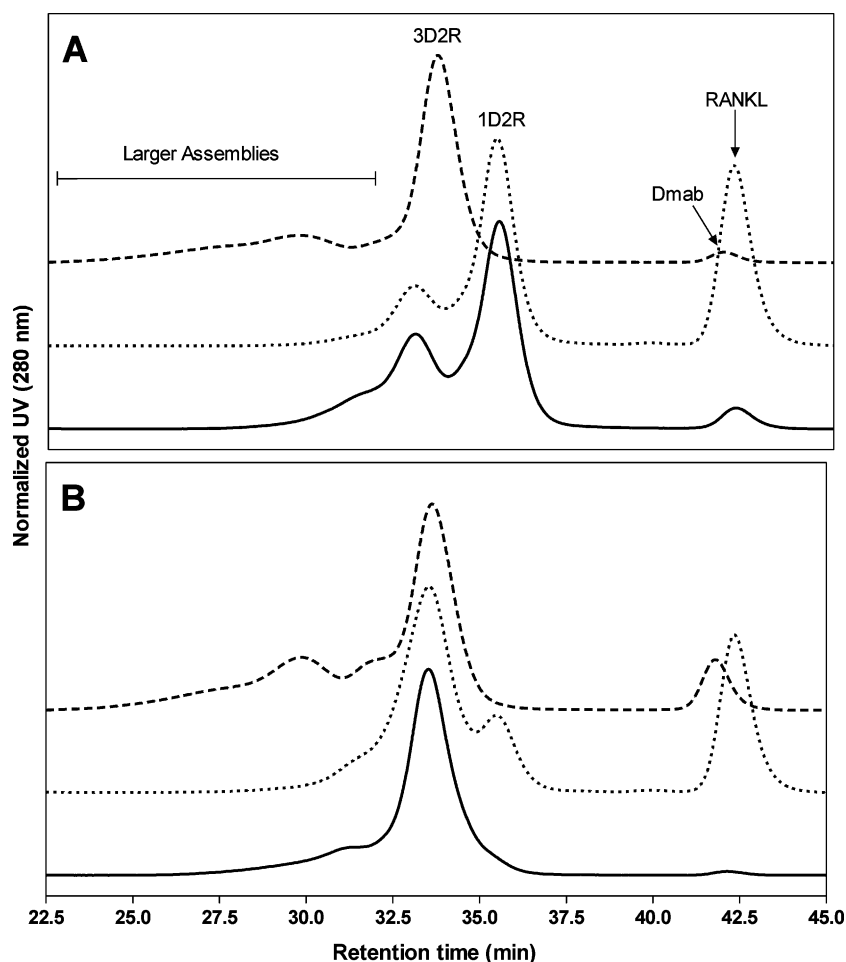 A
3D2R
1D2R
RANKL
Larger Assemblies
Dmab
Normalized UV (280 nm)
B
22.5 25.0 27.5 30.0 32.5 35.0 37.5 40.0 42.5 45.0
Retention time (min)